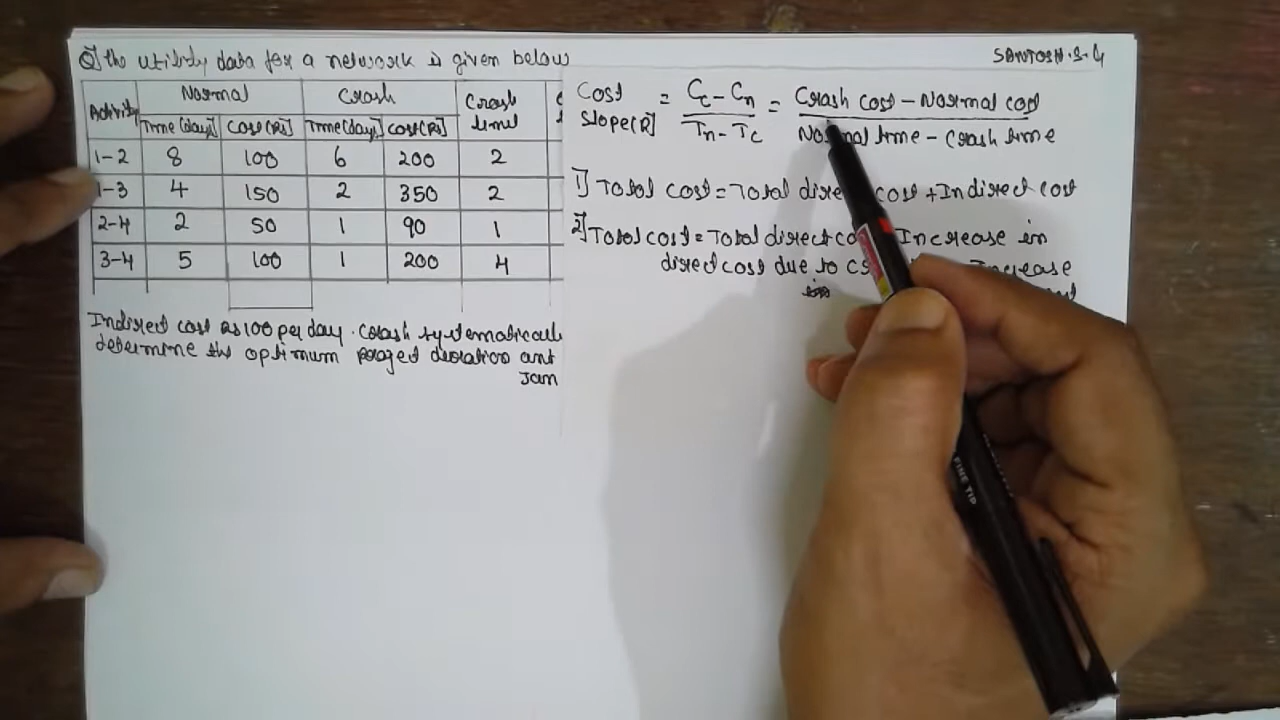 Q] The utility data for a network is given below
Activity Normal Crash Crash time
Time [days] Cost [Rs] Time [days] Cost [Rs]
1-2 8 100 6 200 2
1-3 4 150 2 350 2
2-4 2 50 1 90 1
3-4 5 100 1 200 4
Indirect cost Rs 100 per day. Crash systematicall
determine the optimum project duration and
SANTOSH.S.G
Cost slope [R] = Cc - Cn / Tn - Tc = Crash cost - Normal cost / Normal time - Crash time
1] Total cost = Total direct cost + Indirect cost
2] Total cost = Total direct co Increase in
direct cost due to Increase
FINE TIP